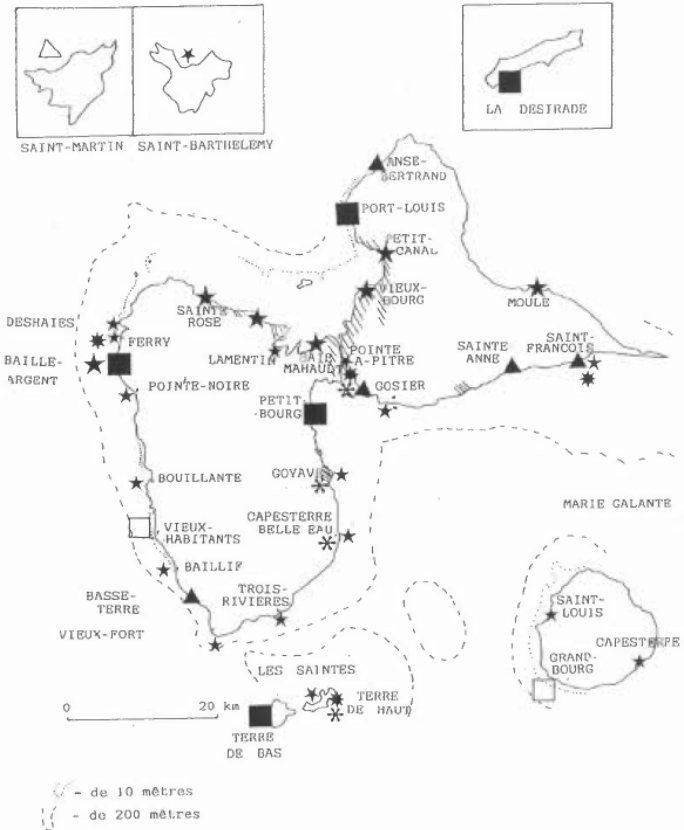 SAINT-MARTIN
SAINT-BARTHELEMY
LA DESIRADE
ANSE-
BERTRAND
PORT-LOUIS
PETIT-
CANAL
VIEUX-
BOURG
MOULE
SAINTE
ROSE
DESHAIES
FERRY
BAILLE-
ARGENT
LAMENTIN
BAIE
MAHAULT
POINTE
A-PITRE
SAINTE
ANNE
SAINT-
FRANCOIS
POINTE-NOIRE
GOSIER
PETIT
-BOURG
BOUILLANTE
GOYAVE
MARIE GALANTE
CAPESTERRE
BELLE EAU
VIEUX-
HABITANTS
BAILLIF
BASSE-
TERRE
TROIS-
RIVIERES
VIEUX-FORT
SAINT-
LOUIS
CAPESTERRE
GRAND-
BOURG
LES SAINTES
TERRE
DE HAUT
0 20 km
TERRE
DE BAS
- de 10 mêtres
- de 200 mêtres